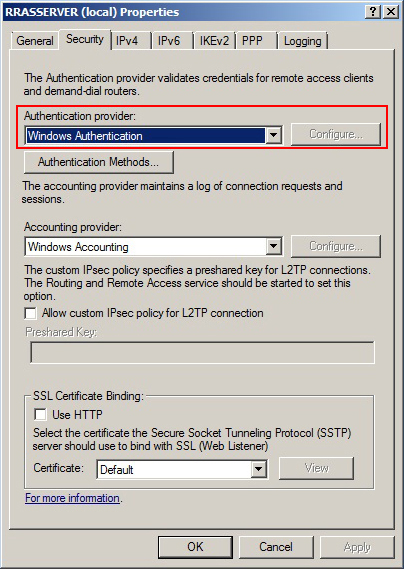 RRASSERVER (local) Properties
General Security IPv4 IPv6 IKEv2 PPP Logging
The Authentication provider validates credentials for remote access clients
and demand-dial routers.
Authentication provider:
Windows Authentication Configure...
Authentication Methods...
The accounting provider maintains a log of connection requests and
sessions.
Accounting provider:
Windows Accounting Configure...
The custom IPsec policy specifies a preshared key for L2TP connections.
The Routing and Remote Access service should be started to set this
option.
Allow custom IPsec policy for L2TP connection
Preshared Key:
SSL Certificate Binding:
Use HTTP
Select the certificate the Secure Socket Tunneling Protocol (SSTP)
server should use to bind with SSL (Web Listener)
Certificate: Default View
For more information.
OK Cancel Apply